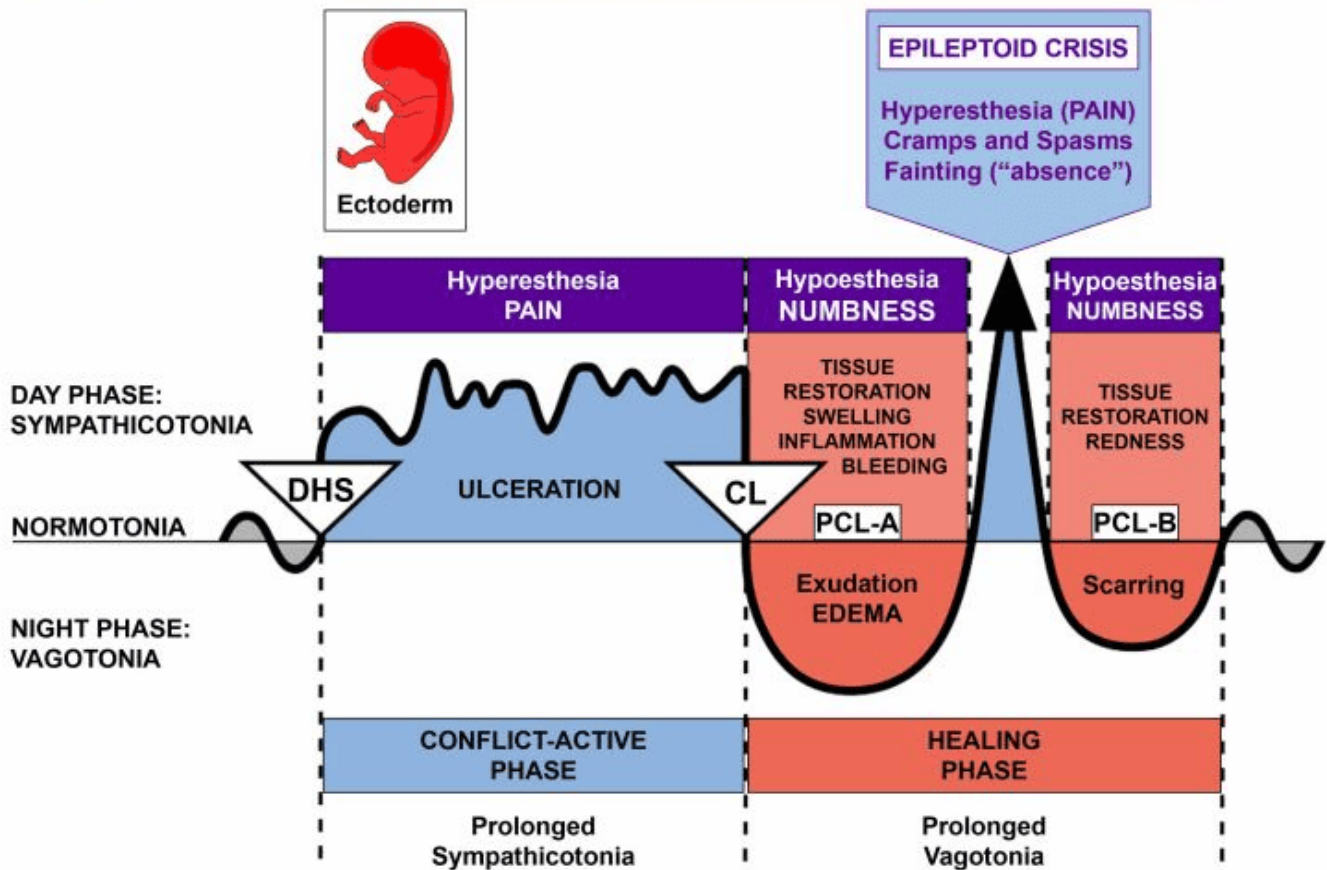 EPILEPTOID CRISIS
Hyperesthesia (PAIN)
Cramps and Spasms
Fainting (“absence”)
Ectoderm
Hyperesthesia
PAIN
Hypoesthesia
NUMBNESS
Hypoesthesia
NUMBNESS
DAY PHASE:
SYMPATHICOTONIA
TISSUE
RESTORATION
SWELLING
INFLAMMATION
BLEEDING
TISSUE
RESTORATION
REDNESS
DHS
ULCERATION
CL
NORMOTONIA
PCL-A
PCL-B
Exudation
EDEMA
Scarring
NIGHT PHASE:
VAGOTONIA
CONFLICT-ACTIVE
PHASE
HEALING
PHASE
Prolonged
Sympathicotonia
Prolonged
Vagotonia